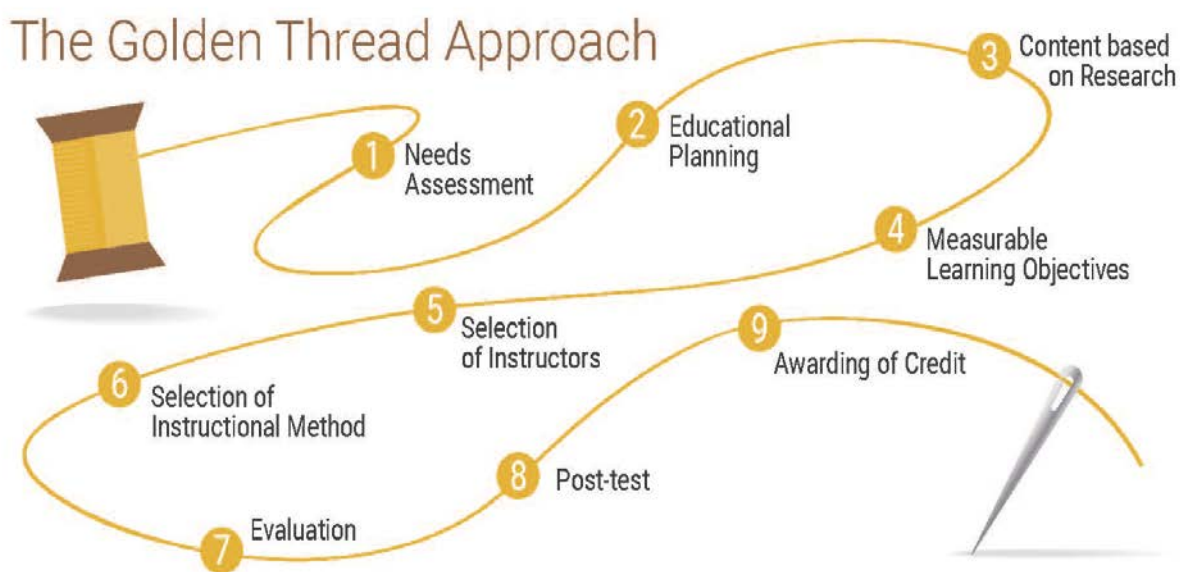 The Golden Thread Approach
1
Needs
Assessment
2
Educational
Planning
3
Content based
on Research
4
Measurable
Learning Objectives
5
Selection
of Instructors
6
Selection of
Instructional Method
7
Evaluation
8
Post-test
9
Awarding of Credit